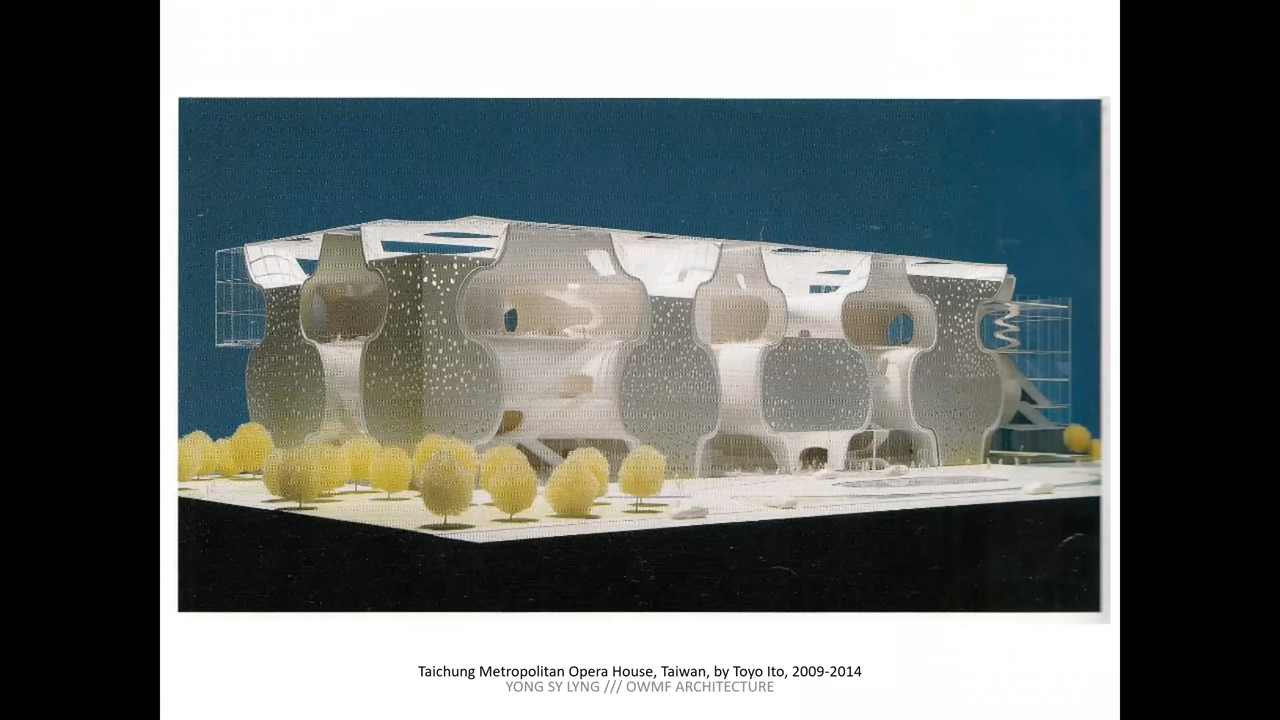 Taichung Metropolitan Opera House, Taiwan, by Toyo Ito, 2009-2014
YONG SY LYNG /// OWMF ARCHITECTURE